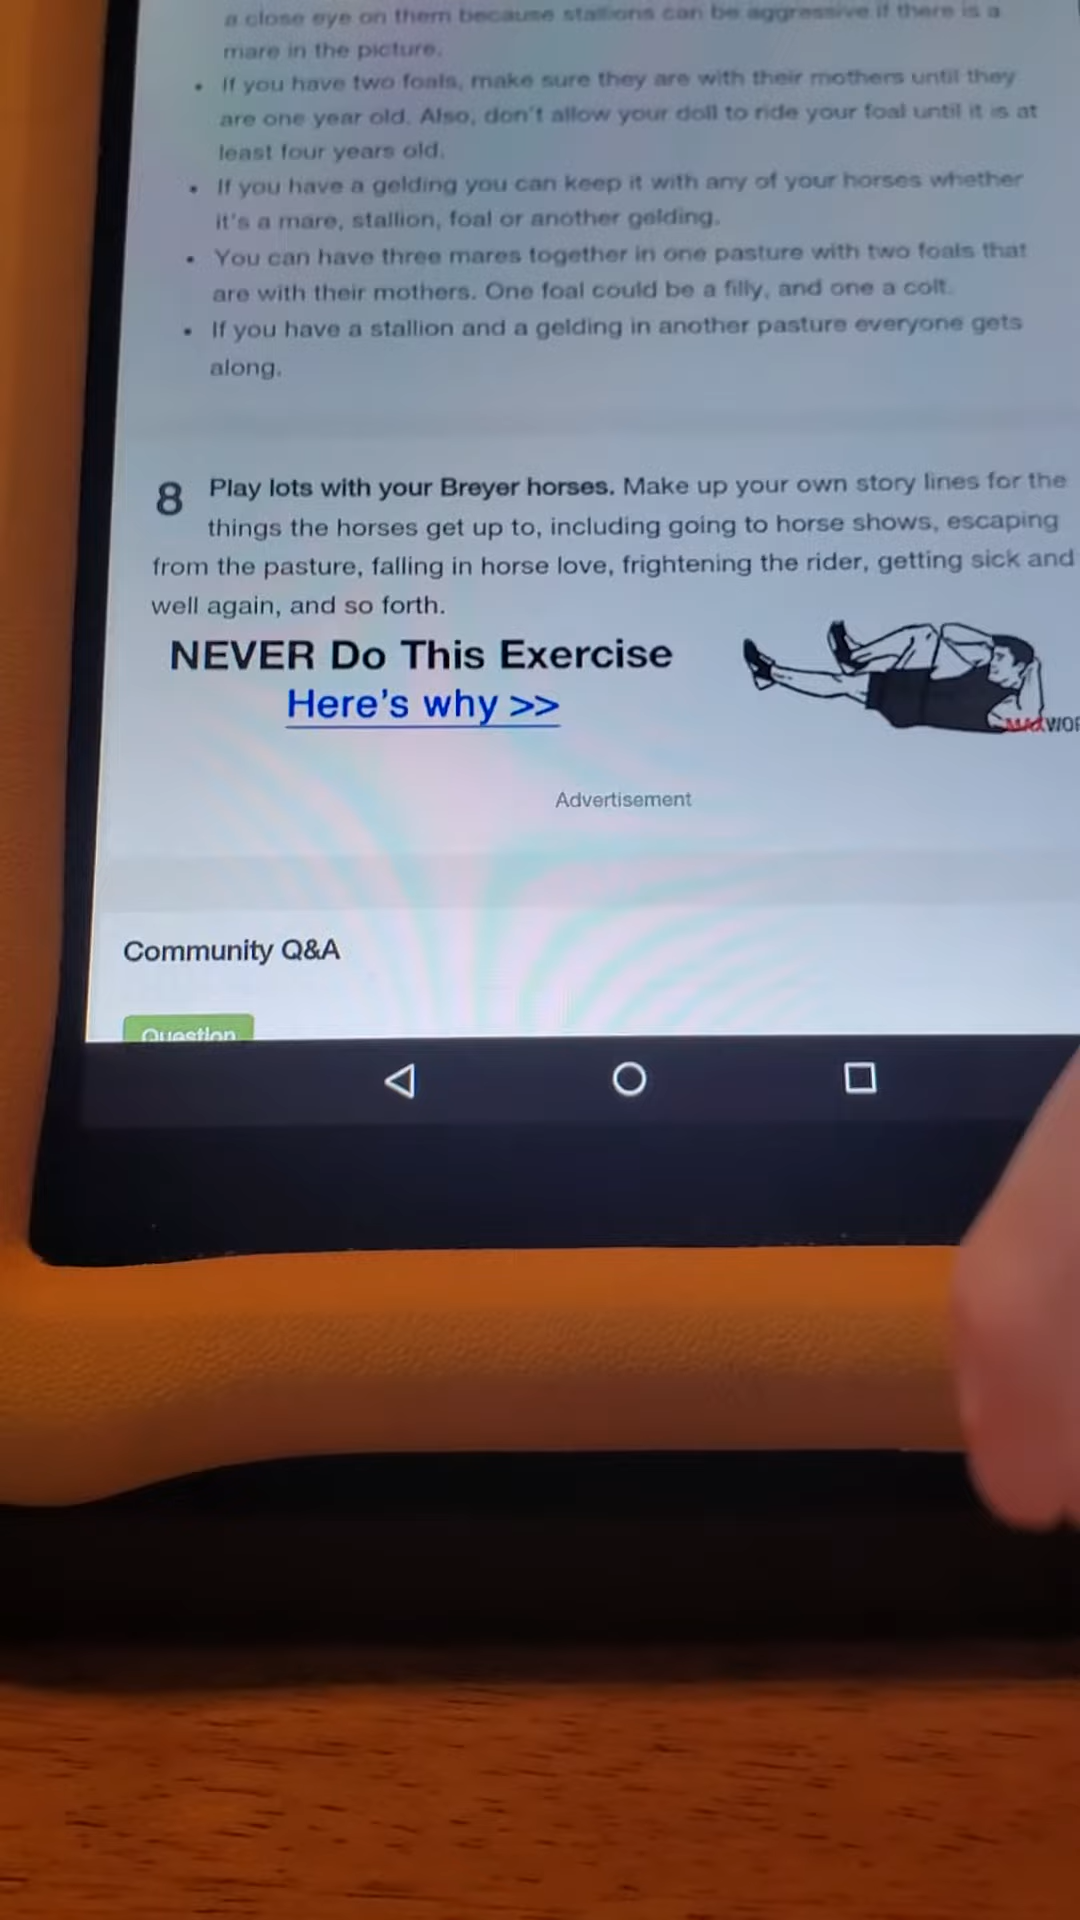 a close eye on them because stallions can be aggressive if there is a
mare in the picture.
• If you have two foals, make sure they are with their mothers until they
are one year old. Also, don't allow your doll to ride your foal until it is at
least four years old.
• If you have a gelding you can keep it with any of your horses whether
it's a mare, stallion, foal or another gelding.
• You can have three mares together in one pasture with two foals that
are with their mothers. One foal could be a filly, and one a colt.
• If you have a stallion and a gelding in another pasture everyone gets
along.
8 Play lots with your Breyer horses. Make up your own story lines for the
things the horses get up to, including going to horse shows, escaping
from the pasture, falling in horse love, frightening the rider, getting sick and
well again, and so forth.
NEVER Do This Exercise
Here's why >>
MAXWOR
Advertisement
Community Q&A
Question